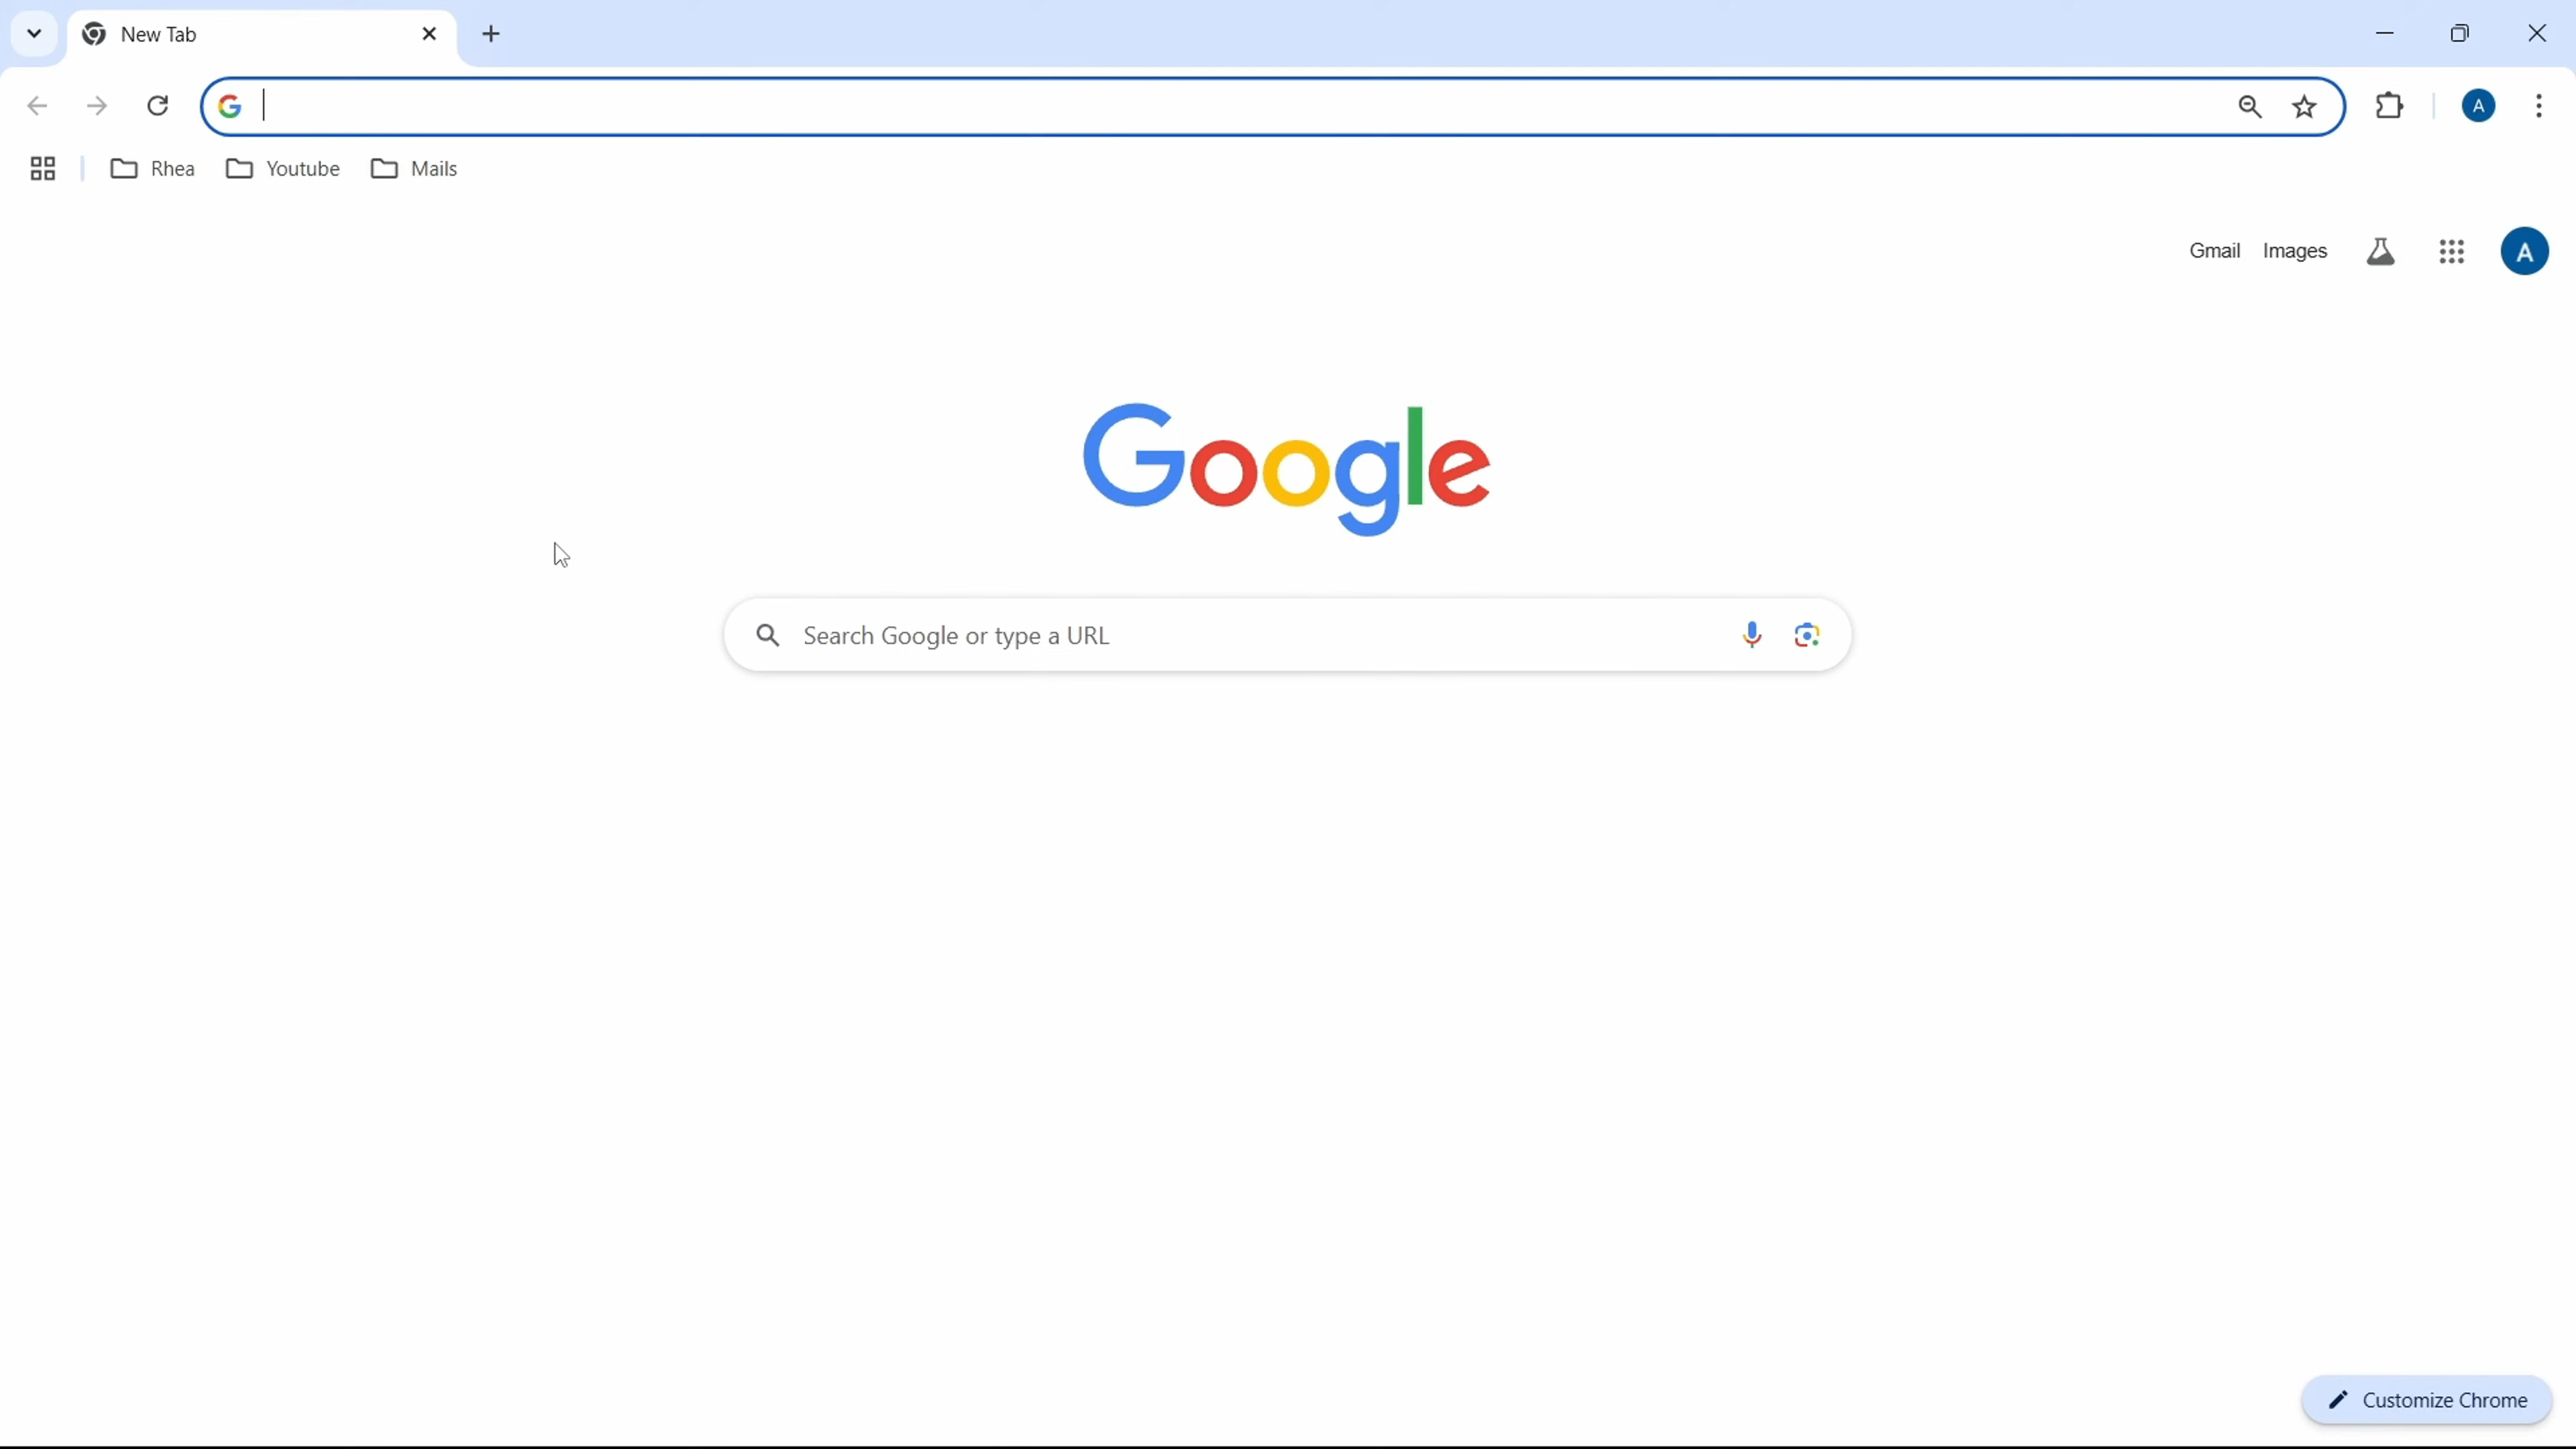 New Tab
Rhea Youtube Mails
Gmail Images A
A
Google
Search Google or type a URL
Customize Chrome